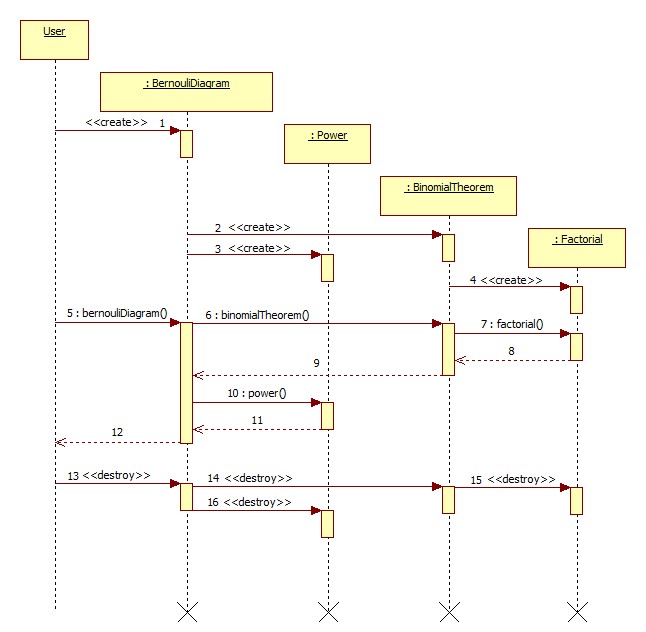 User
: BernouliDiagram
<<create>> 1
: Power
: BinomialTheorem
2 <<create>>
: Factorial
3 <<create>>
4 <<create>>
5 : bernouliDiagram()
6 : binomialTheorem()
7 : factorial()
8
9
10 : power()
11
12
13 <<destroy>>
14 <<destroy>>
15 <<destroy>>
16 <<destroy>>